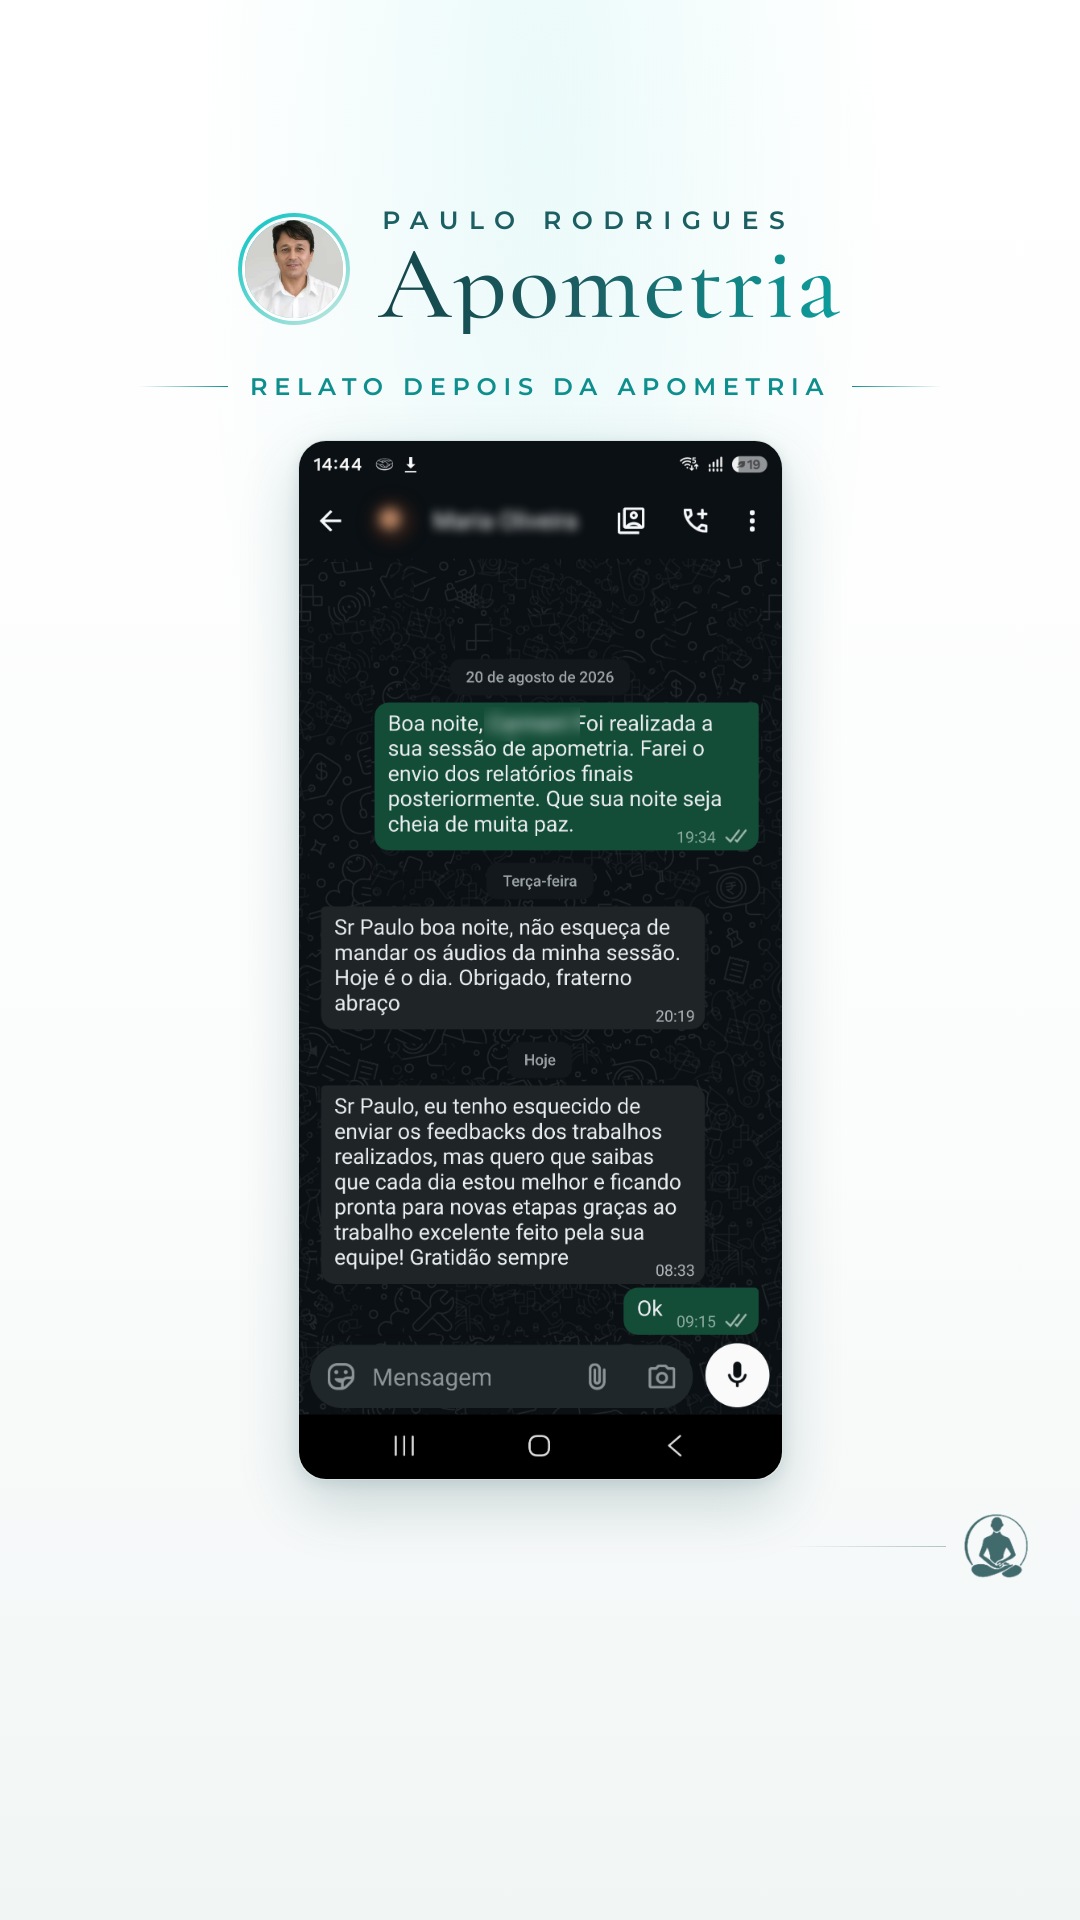 PAULO RODRIGUES
Apometria
RELATO DEPOIS DA APOMETRIA
14:44
19
20 de agosto de 2026
Boa noite, Foi realizada a
sua sessão de apometria. Farei o
envio dos relatórios finais
posteriormente. Que sua noite seja
cheia de muita paz.
19:34
Terça-feira
Sr Paulo boa noite, não esqueça de
mandar os áudios da minha sessão.
Hoje é o dia. Obrigado, fraterno
abraço
20:19
Hoje
Sr Paulo, eu tenho esquecido de
enviar os feedbacks dos trabalhos
realizados, mas quero que saibas
que cada dia estou melhor e ficando
pronta para novas etapas graças ao
trabalho excelente feito pela sua
equipe! Gratidão sempre
08:33
Ok
09:15
Mensagem